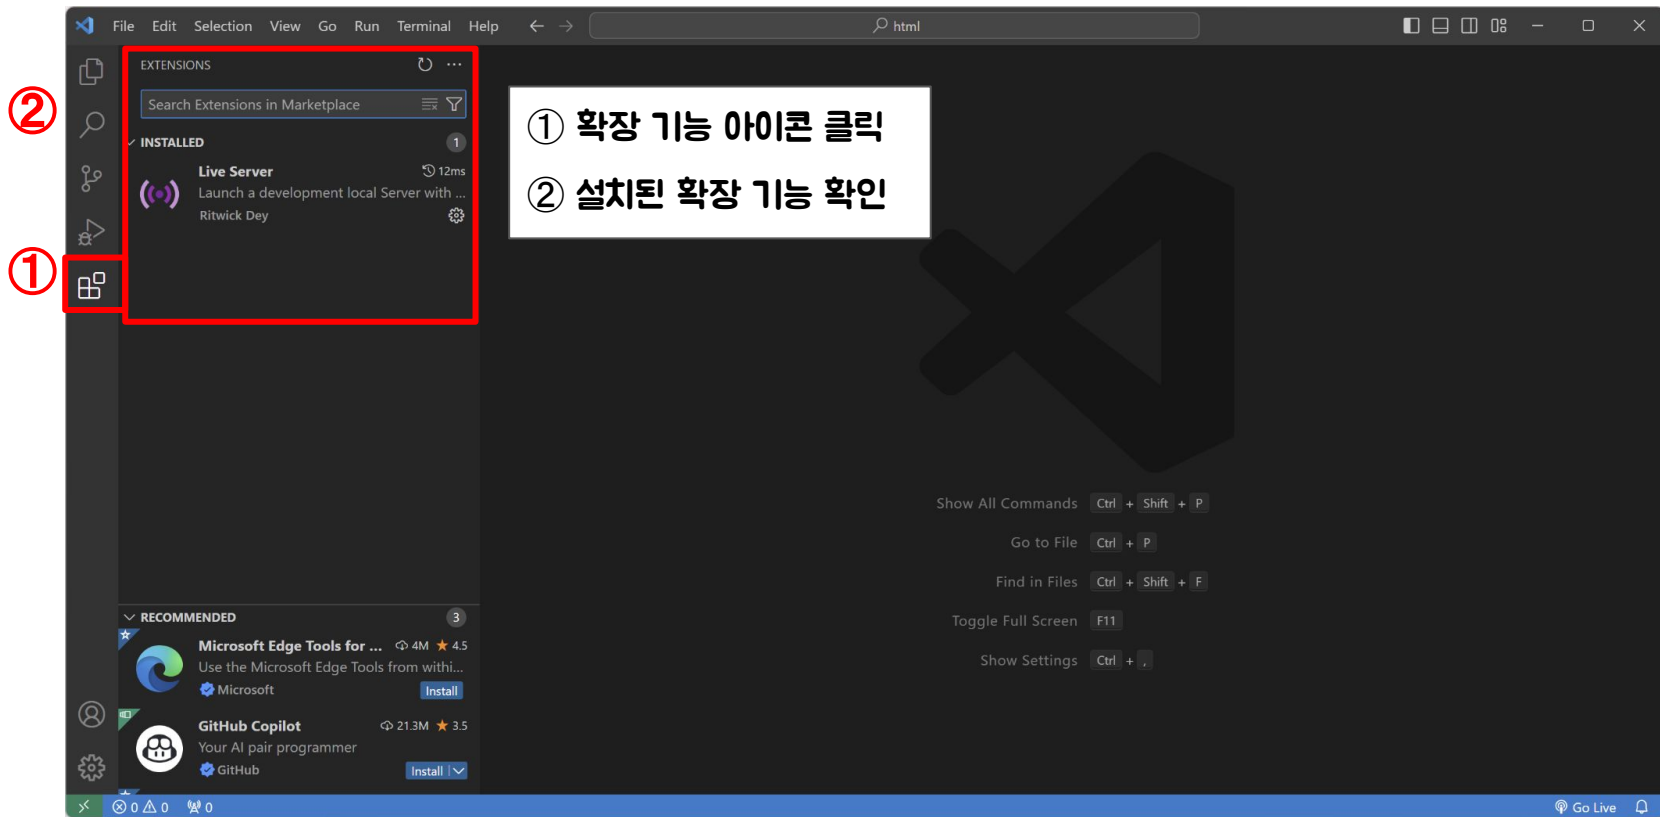 File Edit Selection View Go Run Terminal Help
html
EXTENSIONS
Search Extensions in Marketplace
INSTALLED 1
Live Server 12ms
Launch a development local Server with ...
Ritwick Dey
②
①
① 확장 기능 아이콘 클릭
② 설치된 확장 기능 확인
Show All Commands Ctrl + Shift + P
Go to File Ctrl + P
Find in Files Ctrl + Shift + F
Toggle Full Screen F11
Show Settings Ctrl + ,
RECOMMENDED 3
Microsoft Edge Tools for ... 4M ★ 4.5
Use the Microsoft Edge Tools from withi...
Microsoft Install
GitHub Copilot 21.3M ★ 3.5
Your AI pair programmer
GitHub Install
0 0 0 Go Live